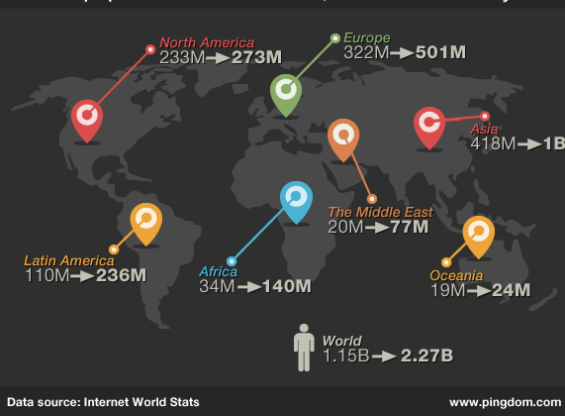 North America
233M→273M
Europe
322M→501M
Asia
418M→1B
The Middle East
20M→77M
Latin America
110M→236M
Africa
34M→140M
Oceania
19M→24M
World
1.15B→2.27B
Data source: Internet World Stats
www.pingdom.com